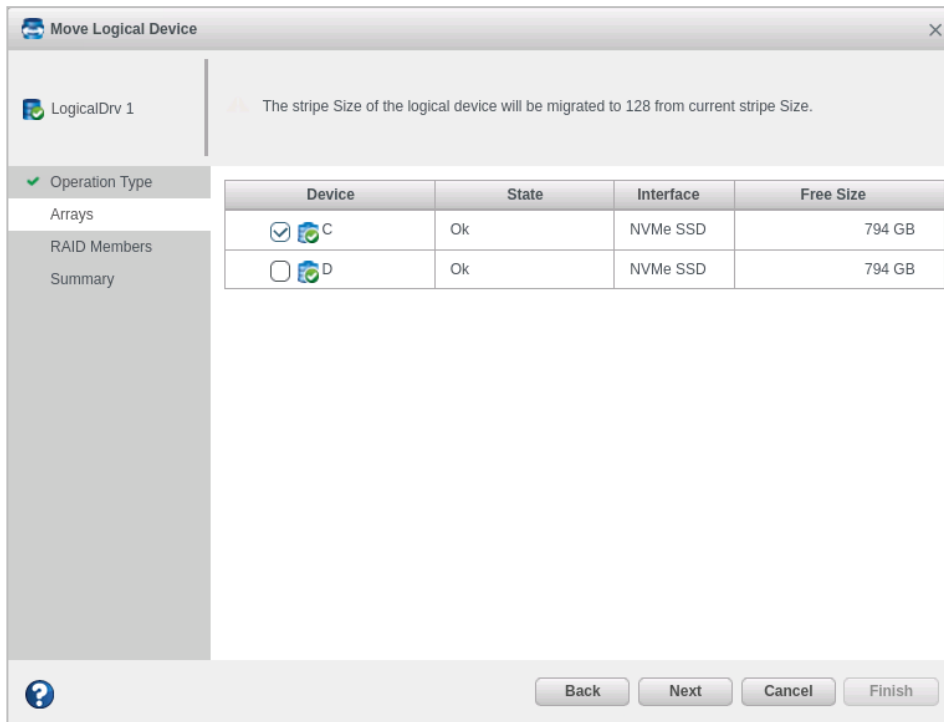 Move Logical Device
LogicalDrv 1
The stripe Size of the logical device will be migrated to 128 from current stripe Size.
Operation Type
Arrays
RAID Members
Summary
Device State Interface Free Size
C Ok NVMe SSD 794 GB
D Ok NVMe SSD 794 GB
?
Back Next Cancel Finish